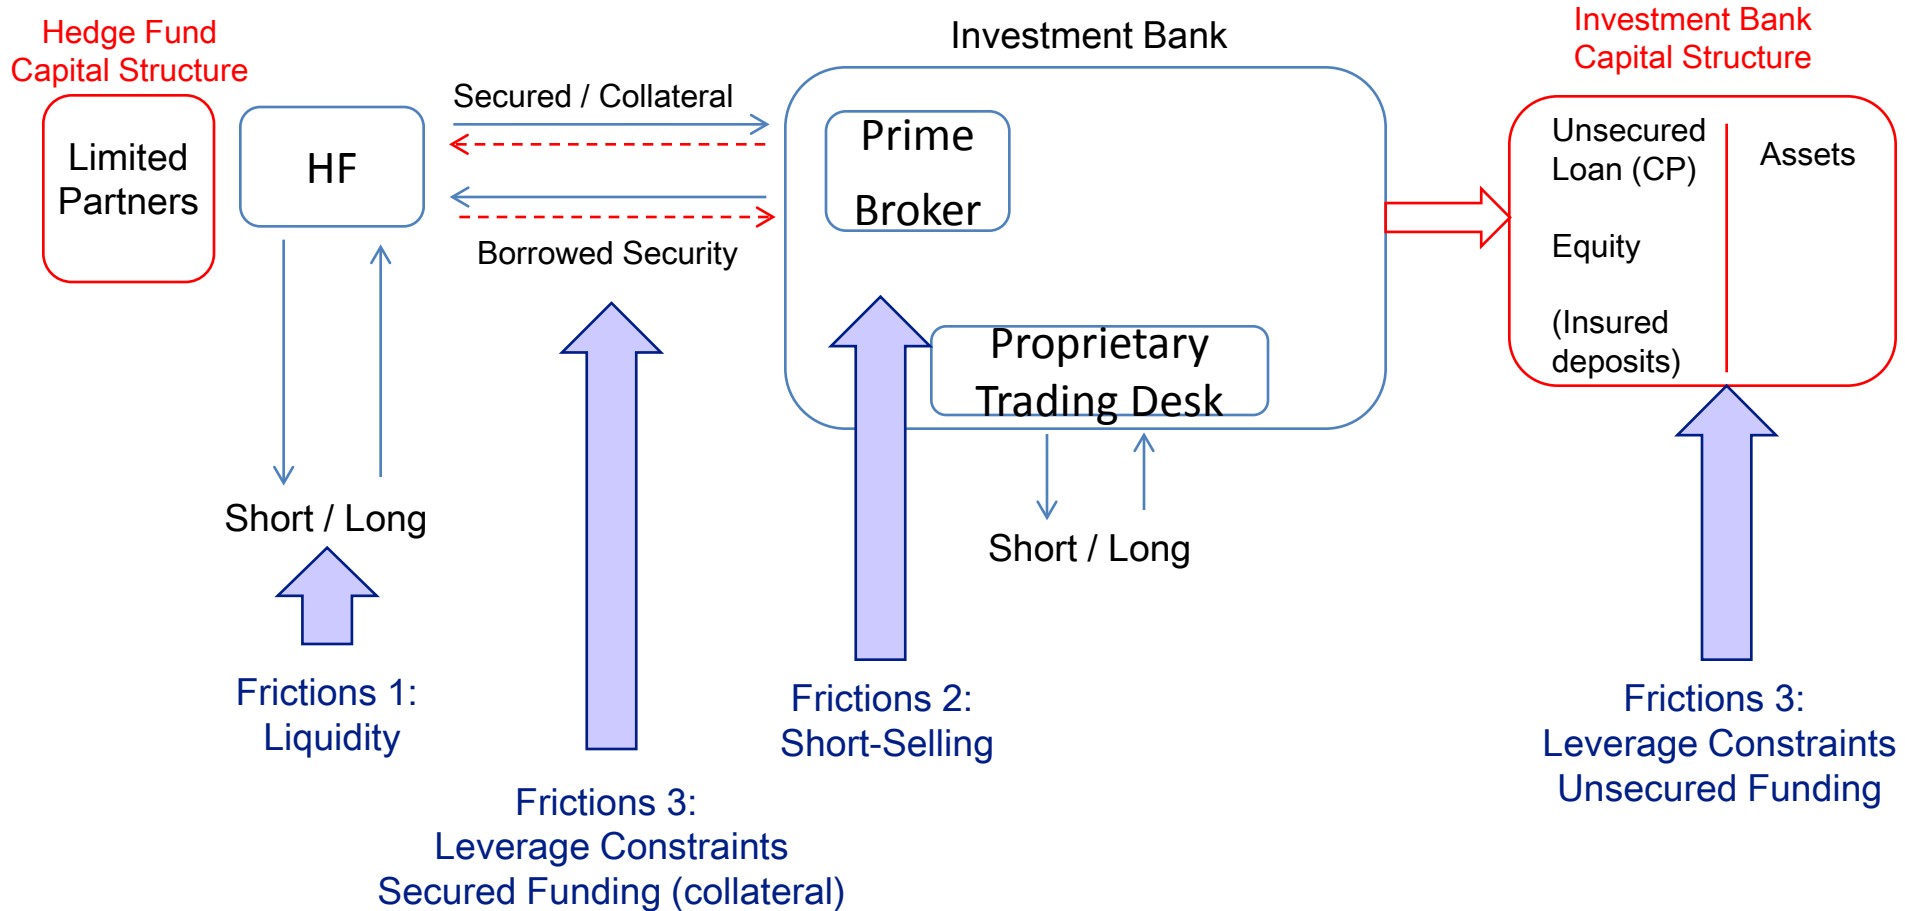 Hedge Fund
Capital Structure
Limited
Partners
HF
Secured / Collateral
Borrowed Security
Short / Long
Investment Bank
Prime
Broker
Proprietary
Trading Desk
Short / Long
Investment Bank
Capital Structure
Unsecured
Loan (CP)
Equity
(Insured
deposits)
Assets
Frictions 1:
Liquidity
Frictions 3:
Leverage Constraints
Secured Funding (collateral)
Frictions 2:
Short-Selling
Frictions 3:
Leverage Constraints
Unsecured Funding